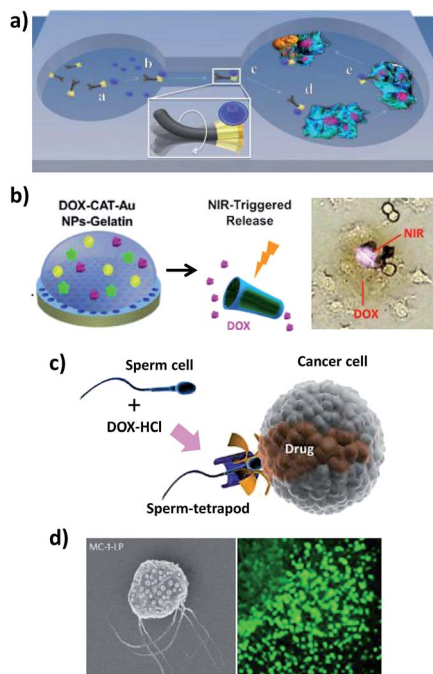 a)
b
a
c
d
e
b)
DOX-CAT-Au
NPs-Gelatin
NIR-Triggered
Release
DOX
NIR
DOX
c)
Sperm cell
+
DOX-HCl
Cancer cell
Drug
Sperm-tetrapod
d)
MC-1-LP